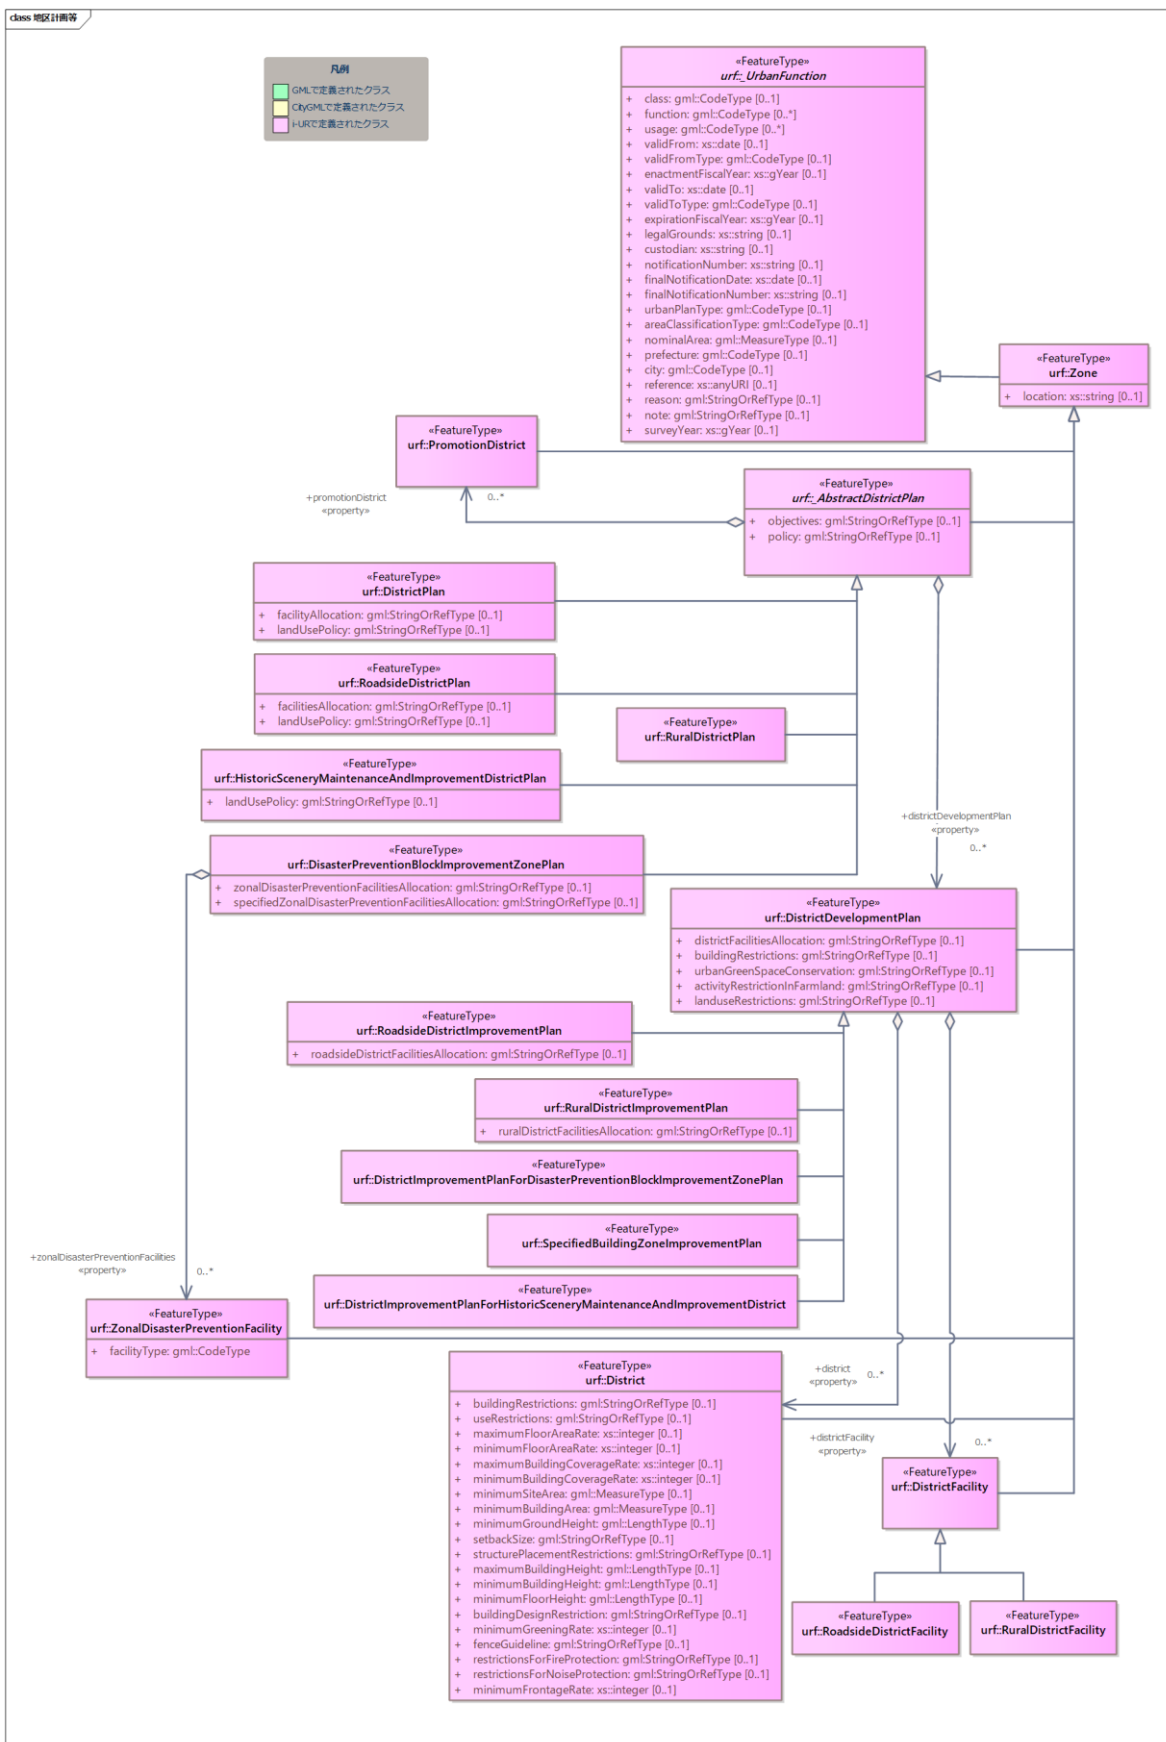 class 地区計画等
凡例
GMLで定義されたクラス
CityGMLで定義されたクラス
i-URで定義されたクラス
«FeatureType»
urf::_UrbanFunction
+ class: gml::CodeType [0..1]
+ function: gml::CodeType [0..*]
+ usage: gml::CodeType [0..*]
+ validFrom: xs::date [0..1]
+ validFromType: gml::CodeType [0..1]
+ enactmentFiscalYear: xs::gYear [0..1]
+ validTo: xs::date [0..1]
+ validToType: gml::CodeType [0..1]
+ expirationFiscalYear: xs::gYear [0..1]
+ legalGrounds: xs::string [0..1]
+ custodian: xs::string [0..1]
+ notificationNumber: xs::string [0..1]
+ finalNotificationDate: xs::date [0..1]
+ finalNotificationNumber: xs::string [0..1]
+ urbanPlanType: gml::CodeType [0..1]
+ areaClassificationType: gml::CodeType [0..1]
+ nominalArea: gml::MeasureType [0..1]
+ prefecture: gml::CodeType [0..1]
+ city: gml::CodeType [0..1]
+ reference: xs::anyURI [0..1]
+ reason: gml:StringOrRefType [0..1]
+ note: gml:StringOrRefType [0..1]
+ surveyYear: xs::gYear [0..1]
«FeatureType»
urf::Zone
+ location: xs::string [0..1]
«FeatureType»
urf::PromotionDistrict
+promotionDistrict
«property»
0..*
«FeatureType»
urf::_AbstractDistrictPlan
+ objectives: gml:StringOrRefType [0..1]
+ policy: gml:StringOrRefType [0..1]
«FeatureType»
urf::DistrictPlan
+ facilityAllocation: gml:StringOrRefType [0..1]
+ landUsePolicy: gml:StringOrRefType [0..1]
«FeatureType»
urf::RoadsideDistrictPlan
+ facilitiesAllocation: gml:StringOrRefType [0..1]
+ landUsePolicy: gml:StringOrRefType [0..1]
«FeatureType»
urf::RuralDistrictPlan
«FeatureType»
urf::HistoricSceneryMaintenanceAndImprovementDistrictPlan
+ landUsePolicy: gml:StringOrRefType [0..1]
+districtDevelopmentPlan
«property»
0..*
«FeatureType»
urf::DisasterPreventionBlockImprovementZonePlan
+ zonalDisasterPreventionFacilitiesAllocation: gml:StringOrRefType [0..1]
+ specifiedZonalDisasterPreventionFacilitiesAllocation: gml:StringOrRefType [0..1]
«FeatureType»
urf::DistrictDevelopmentPlan
+ districtFacilitiesAllocation: gml:StringOrRefType [0..1]
+ buildingRestrictions: gml:StringOrRefType [0..1]
+ urbanGreenSpaceConservation: gml:StringOrRefType [0..1]
+ activityRestrictionInFarmland: gml:StringOrRefType [0..1]
+ landuseRestrictions: gml:StringOrRefType [0..1]
«FeatureType»
urf::RoadsideDistrictImprovementPlan
+ roadsideDistrictFacilitiesAllocation: gml:StringOrRefType [0..1]
«FeatureType»
urf::RuralDistrictImprovementPlan
+ ruralDistrictFacilitiesAllocation: gml:StringOrRefType [0..1]
«FeatureType»
urf::DistrictImprovementPlanForDisasterPreventionBlockImprovementZonePlan
«FeatureType»
urf::SpecifiedBuildingZoneImprovementPlan
+zonalDisasterPreventionFacilities
«property»
0..*
«FeatureType»
urf::DistrictImprovementPlanForHistoricSceneryMaintenanceAndImprovementDistrict
«FeatureType»
urf::ZonalDisasterPreventionFacility
+ facilityType: gml::CodeType
«FeatureType»
urf::District
+ buildingRestrictions: gml:StringOrRefType [0..1]
+ useRestrictions: gml:StringOrRefType [0..1]
+ maximumFloorAreaRate: xs::integer [0..1]
+ minimumFloorAreaRate: xs::integer [0..1]
+ maximumBuildingCoverageRate: xs::integer [0..1]
+ minimumBuildingCoverageRate: xs::integer [0..1]
+ minimumSiteArea: gml::MeasureType [0..1]
+ minimumBuildingArea: gml::MeasureType [0..1]
+ minimumGroundHeight: gml::LengthType [0..1]
+ setbackSize: gml:StringOrRefType [0..1]
+ structurePlacementRestrictions: gml:StringOrRefType [0..1]
+ maximumBuildingHeight: gml::LengthType [0..1]
+ minimumBuildingHeight: gml::LengthType [0..1]
+ minimumFloorHeight: gml::LengthType [0..1]
+ buildingDesignRestriction: gml:StringOrRefType [0..1]
+ minimumGreeningRate: xs::integer [0..1]
+ fenceGuideline: gml:StringOrRefType [0..1]
+ restrictionsForFireProtection: gml:StringOrRefType [0..1]
+ restrictionsForNoiseProtection: gml:StringOrRefType [0..1]
+ minimumFrontageRate: xs::integer [0..1]
+district
«property»
0..*
+districtFacility
«property»
0..*
«FeatureType»
urf::DistrictFacility
«FeatureType»
urf::RoadsideDistrictFacility
«FeatureType»
urf::RuralDistrictFacility